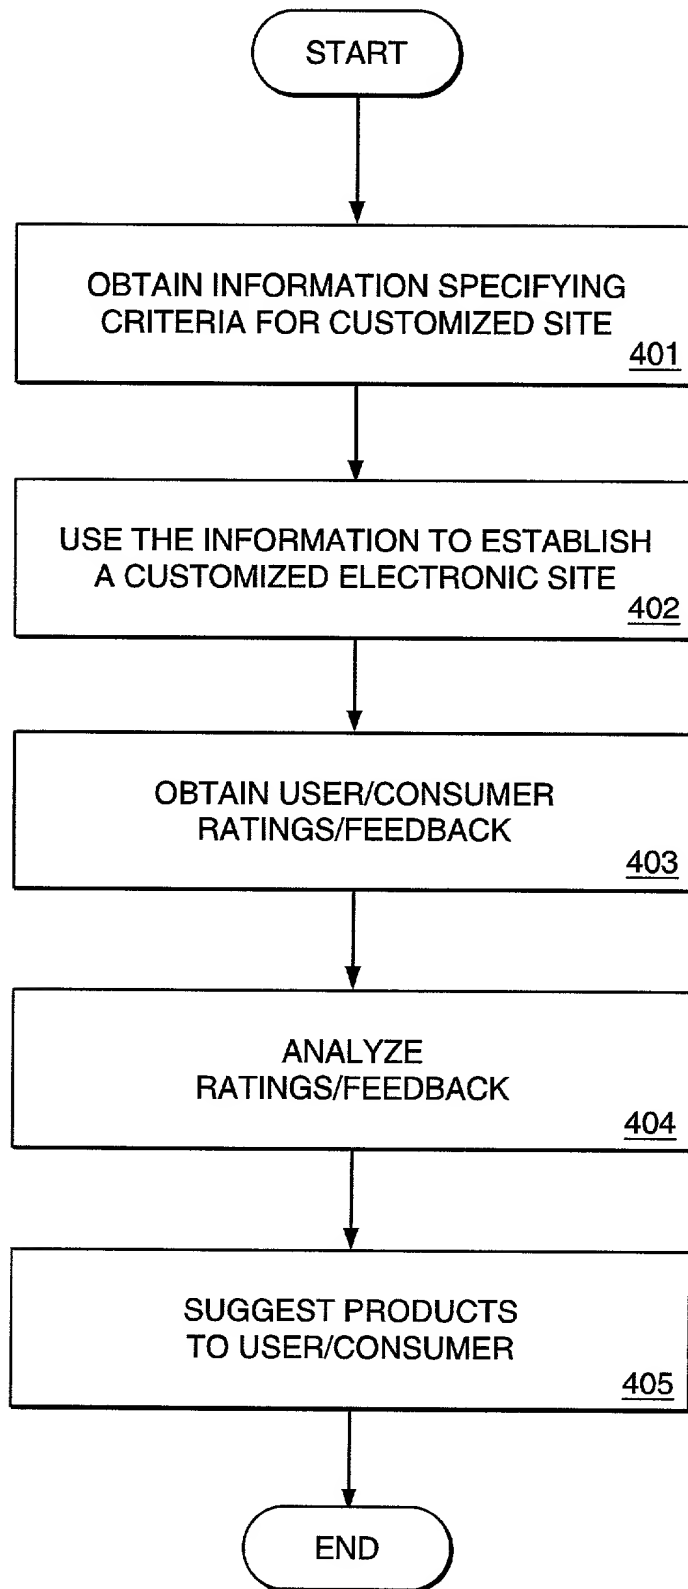 START
OBTAIN INFORMATION SPECIFYING
CRITERIA FOR CUSTOMIZED SITE
401
USE THE INFORMATION TO ESTABLISH
A CUSTOMIZED ELECTRONIC SITE
402
OBTAIN USER/CONSUMER
RATINGS/FEEDBACK
403
ANALYZE
RATINGS/FEEDBACK
404
SUGGEST PRODUCTS
TO USER/CONSUMER
405
END